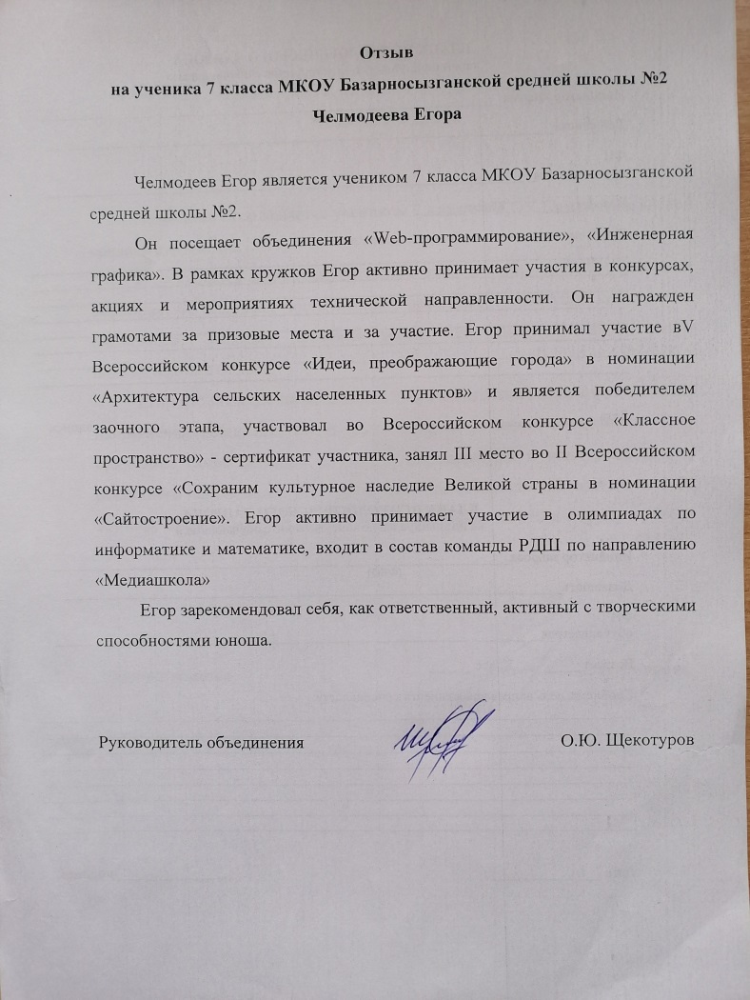 Отзыв
на ученика 7 класса МКОУ Базарносызганской средней школы №2
Челмодеева Егора
Челмодеев Егор является учеником 7 класса МКОУ Базарносызганской
средней школы №2.
Он посещает объединения «Web-программирование», «Инженерная
графика». В рамках кружков Егор активно принимает участия в конкурсах,
акциях и мероприятиях технической направленности. Он награжден
грамотами за призовые места и за участие. Егор принимал участие вV
Всероссийском конкурсе «Идеи, преображающие города» в номинации
«Архитектура сельских населенных пунктов» и является победителем
заочного этапа, участвовал во Всероссийском конкурсе «Классное
пространство» - сертификат участника, занял III место во II Всероссийском
конкурсе «Сохраним культурное наследие Великой страны в номинации
«Сайтостроение». Егор активно принимает участие в олимпиадах по
информатике и математике, входит в состав команды РДШ по направлению
«Медиашкола»
Егор зарекомендовал себя, как ответственный, активный с творческими
способностями юноша.
Руководитель объединения О.Ю. Щекотуров